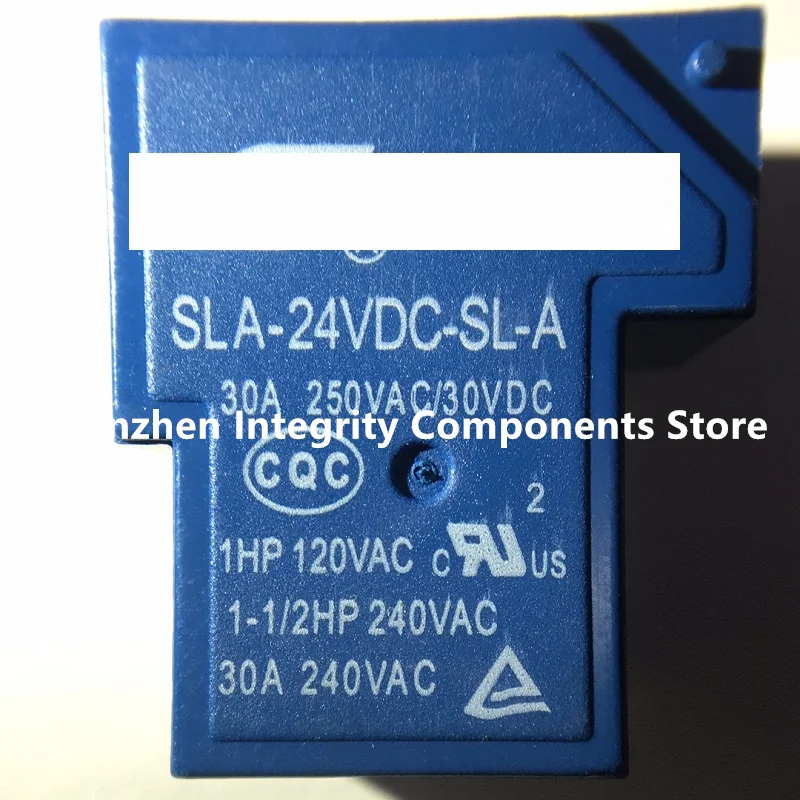 SLA-24VDC-SL-A
30A 250VAC/30VDC
Integrity Components Store
CQC
2
1HP 120VAC
C RU US
1-1/2HP 240VAC
30A 240VAC